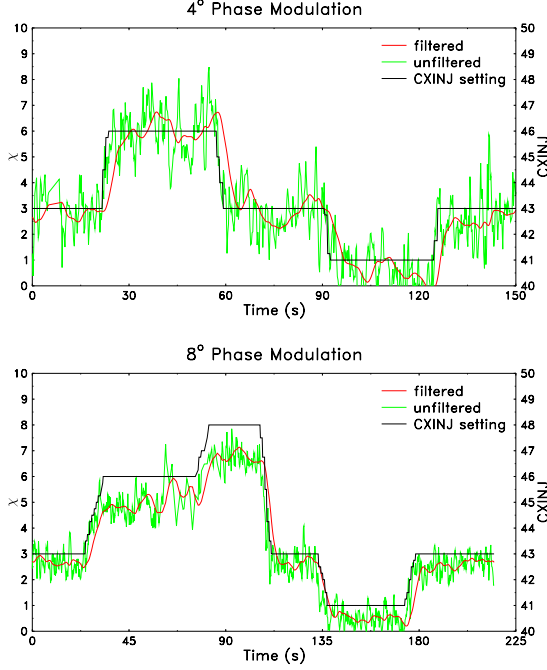 4° Phase Modulation
filtered
unfiltered
CXINJ setting
10
9
8
7
6
5
4
3
2
1
0
χ
50
49
48
47
46
45
44
43
42
41
40
CXINJ
0 30 60 90 120 150
Time (s)
8° Phase Modulation
filtered
unfiltered
CXINJ setting
10
9
8
7
6
5
4
3
2
1
0
χ
50
49
48
47
46
45
44
43
42
41
40
CXINJ
0 45 90 135 180 225
Time (s)